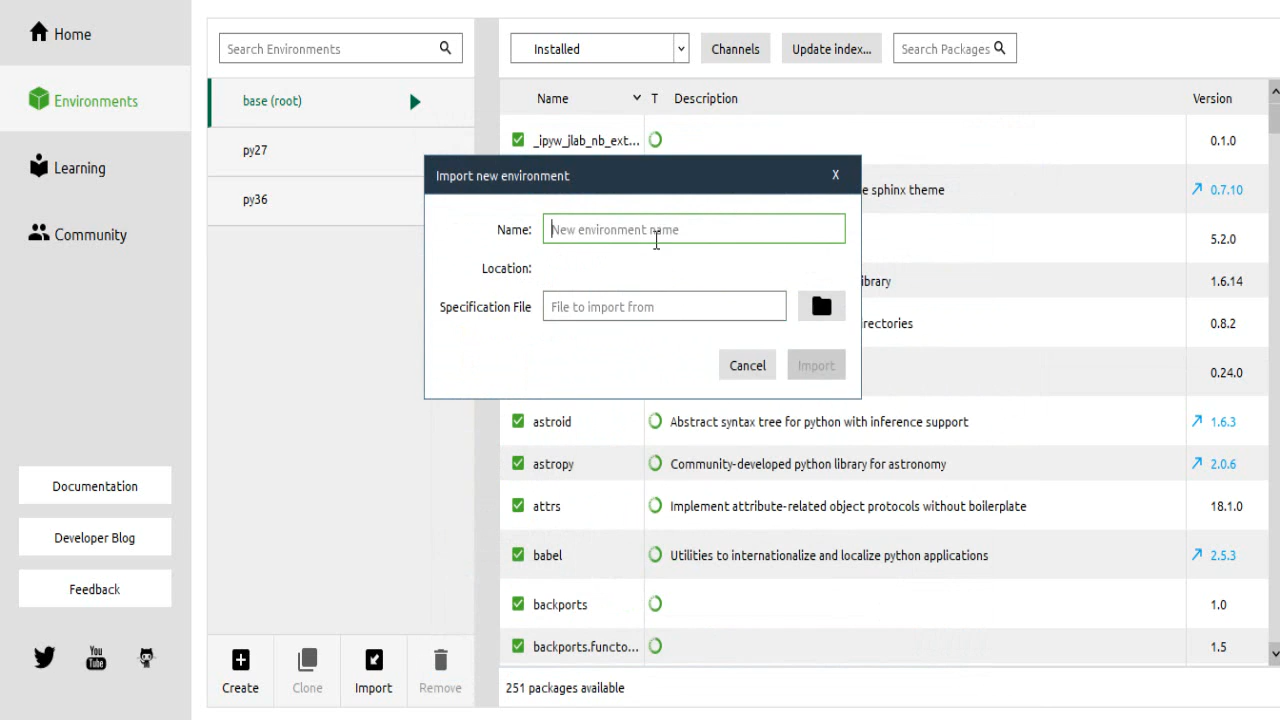 Home
Environments
Learning
Community
Documentation
Developer Blog
Feedback
You
Tube
Search Environments
base (root)
py27
py36
Create
Clone
Import
Remove
Installed
Channels
Update index...
Search Packages
Name
T
Description
Version
_ipyw_jlab_nb_ext...
0.1.0
e sphinx theme
0.7.10
5.2.0
ibrary
1.6.14
rectories
0.8.2
0.24.0
astroid
Abstract syntax tree for python with inference support
1.6.3
astropy
Community-developed python library for astronomy
2.0.6
attrs
Implement attribute-related object protocols without boilerplate
18.1.0
babel
Utilities to internationalize and localize python applications
2.5.3
backports
1.0
backports.functo...
1.5
251 packages available
Import new environment
X
Name:
New environment name
Location:
Specification File
File to import from
Cancel
Import